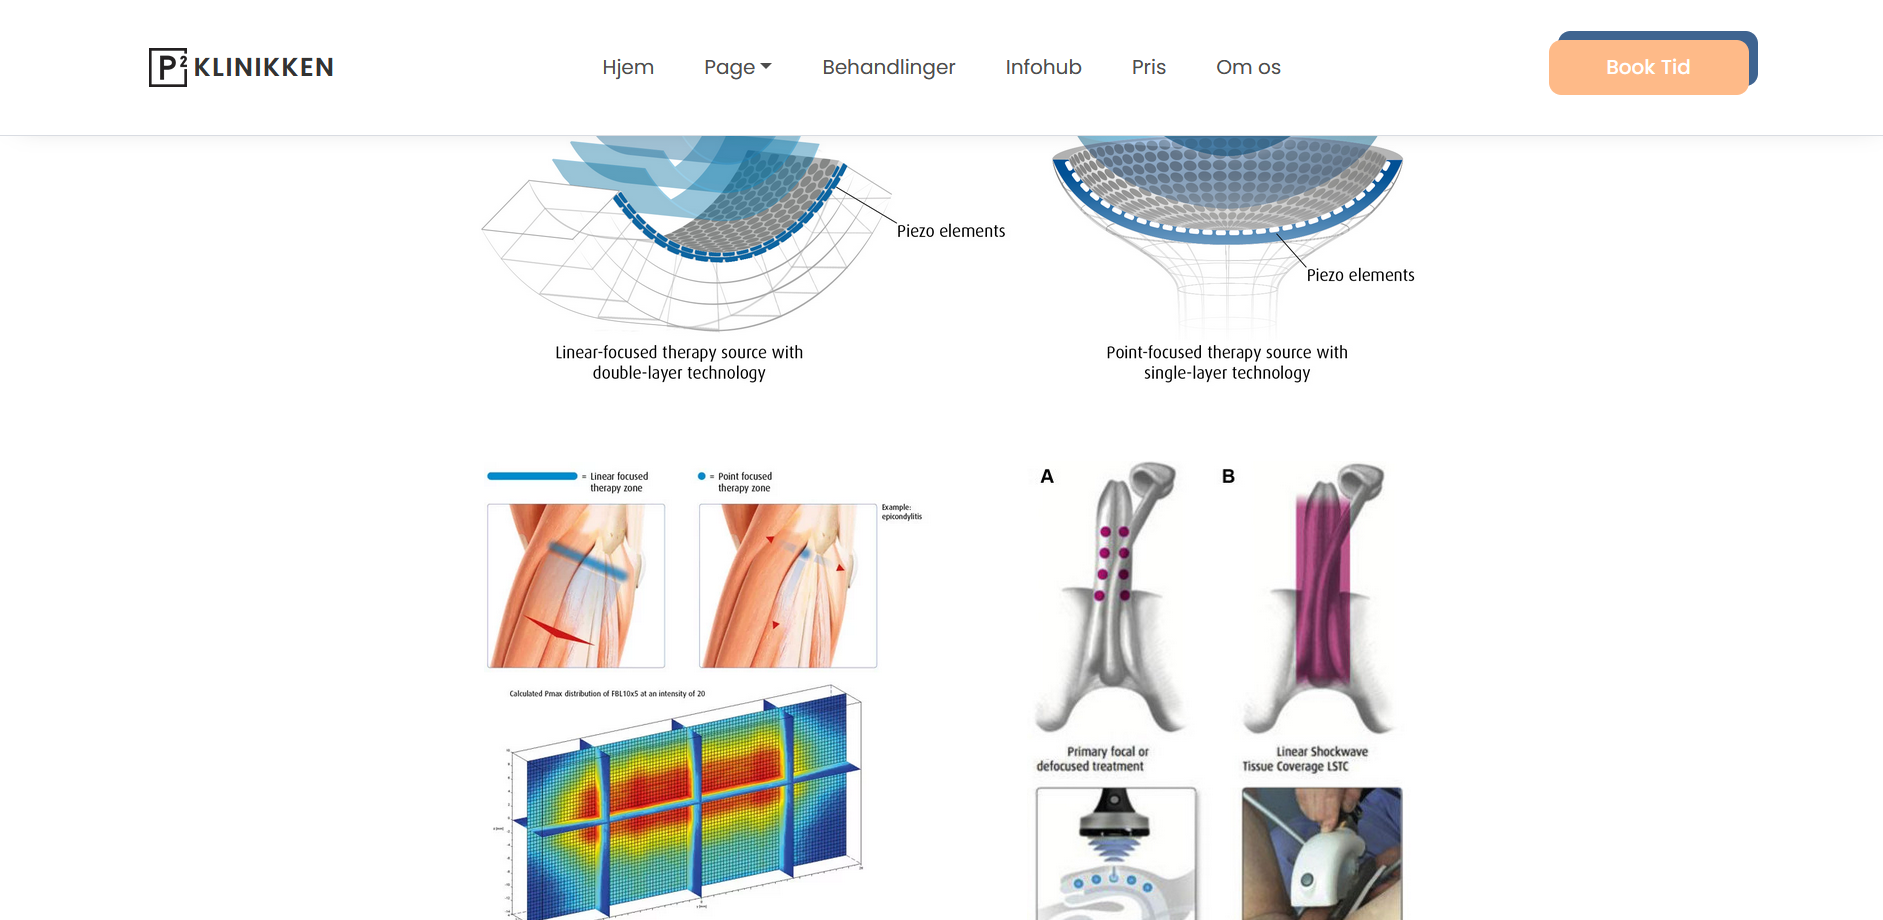 P² KLINIKKEN
Hjem
Page
Behandlinger
Infohub
Pris
Om os
Book Tid
Piezo elements
Piezo elements
Linear-focused therapy source with
double-layer technology
Point-focused therapy source with
single-layer technology
= Linear focused
therapy zone
= Point focused
therapy zone
Example:
epicondylitis
A
B
Calculated Pmax distribution of FBL10x5 at an intensity of 20
Primary focal or
defocused treatment
Linear Shockwave
Tissue Coverage LSTC